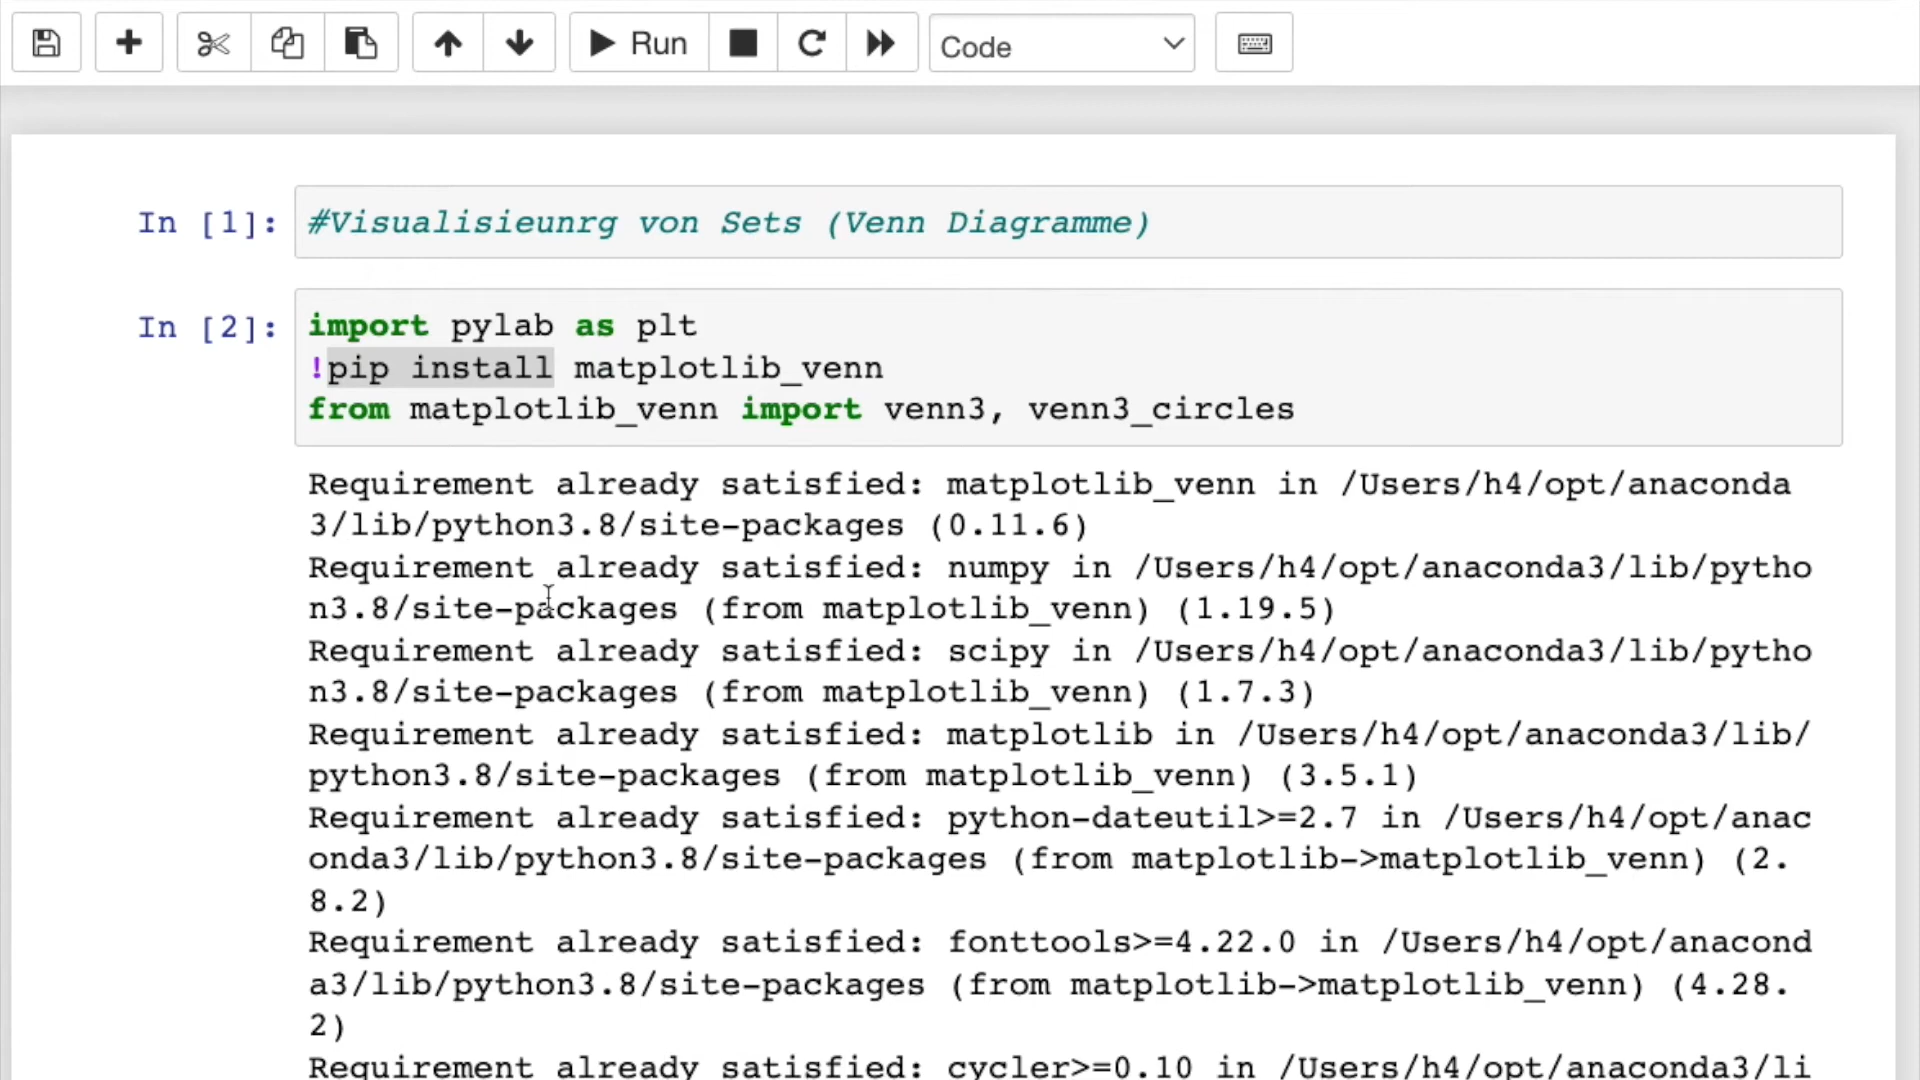 Run
Code
In [1]: #Visualisieunrg von Sets (Venn Diagramme)
In [2]: import pylab as plt
!pip install matplotlib_venn
from matplotlib_venn import venn3, venn3_circles
Requirement already satisfied: matplotlib_venn in /Users/h4/opt/anaconda
3/lib/python3.8/site-packages (0.11.6)
Requirement already satisfied: numpy in /Users/h4/opt/anaconda3/lib/pytho
n3.8/site-packages (from matplotlib_venn) (1.19.5)
Requirement already satisfied: scipy in /Users/h4/opt/anaconda3/lib/pytho
n3.8/site-packages (from matplotlib_venn) (1.7.3)
Requirement already satisfied: matplotlib in /Users/h4/opt/anaconda3/lib/
python3.8/site-packages (from matplotlib_venn) (3.5.1)
Requirement already satisfied: python-dateutil>=2.7 in /Users/h4/opt/anac
onda3/lib/python3.8/site-packages (from matplotlib->matplotlib_venn) (2.
8.2)
Requirement already satisfied: fonttools>=4.22.0 in /Users/h4/opt/anacond
a3/lib/python3.8/site-packages (from matplotlib->matplotlib_venn) (4.28.
2)
Requirement already satisfied: cycler>=0.10 in /Users/h4/opt/anaconda3/li